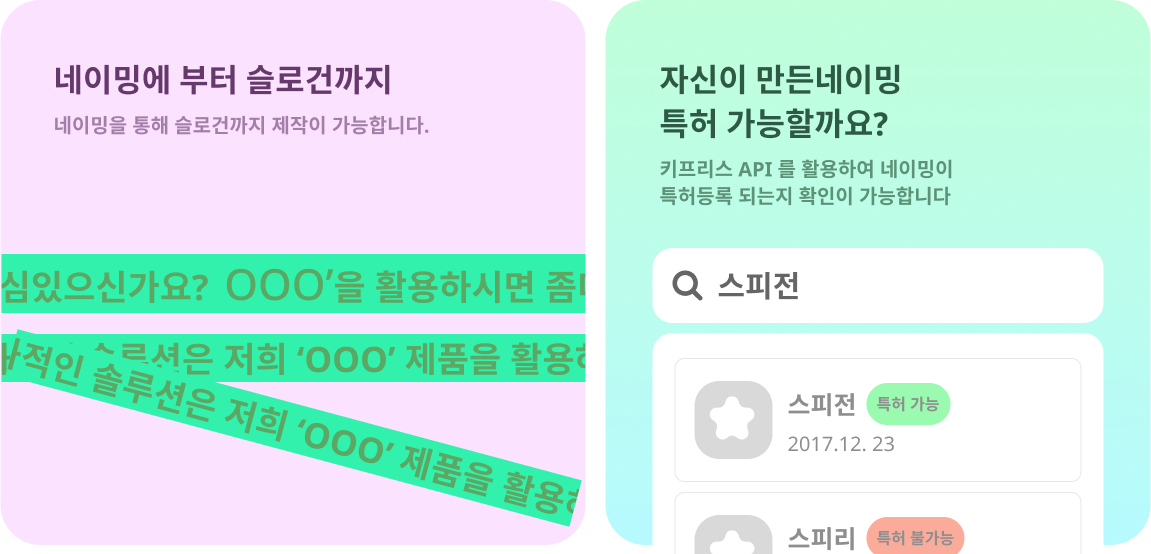 네이밍에 부터 슬로건까지
네이밍을 통해 슬로건까지 제작이 가능합니다.
심있으신가요? OOO’을 활용하시면 좀
솔루션은 저희 ‘OOO’ 제품을 활용하
적인 솔루션은 저희 ‘OOO’ 제품을 활용하
자신이 만든네이밍
특허 가능할까요?
키프리스 API 를 활용하여 네이밍이
특허등록 되는지 확인이 가능합니다
스피전
스피전 특허 가능
2017.12. 23
스피리 특허 불가능